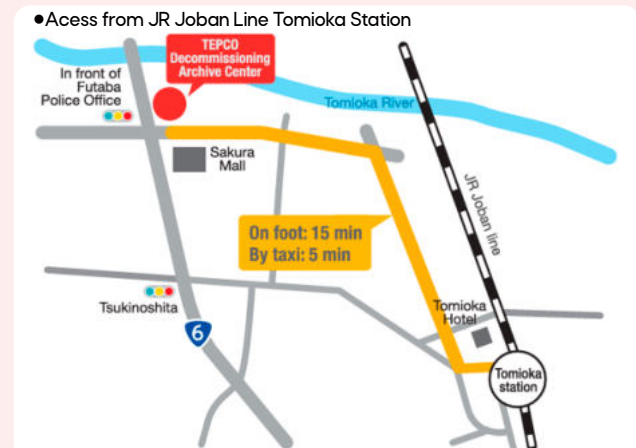 ●Acess from JR Joban Line Tomioka Station
TEPCO
Decommissioning
Archive Center
In front of
Futaba
Police Office
Tomioka River
Sakura
Mall
JR Joban line
On foot: 15 min
By taxi: 5 min
Tsukinoshita
6
Tomioka
Hotel
Tomioka
station